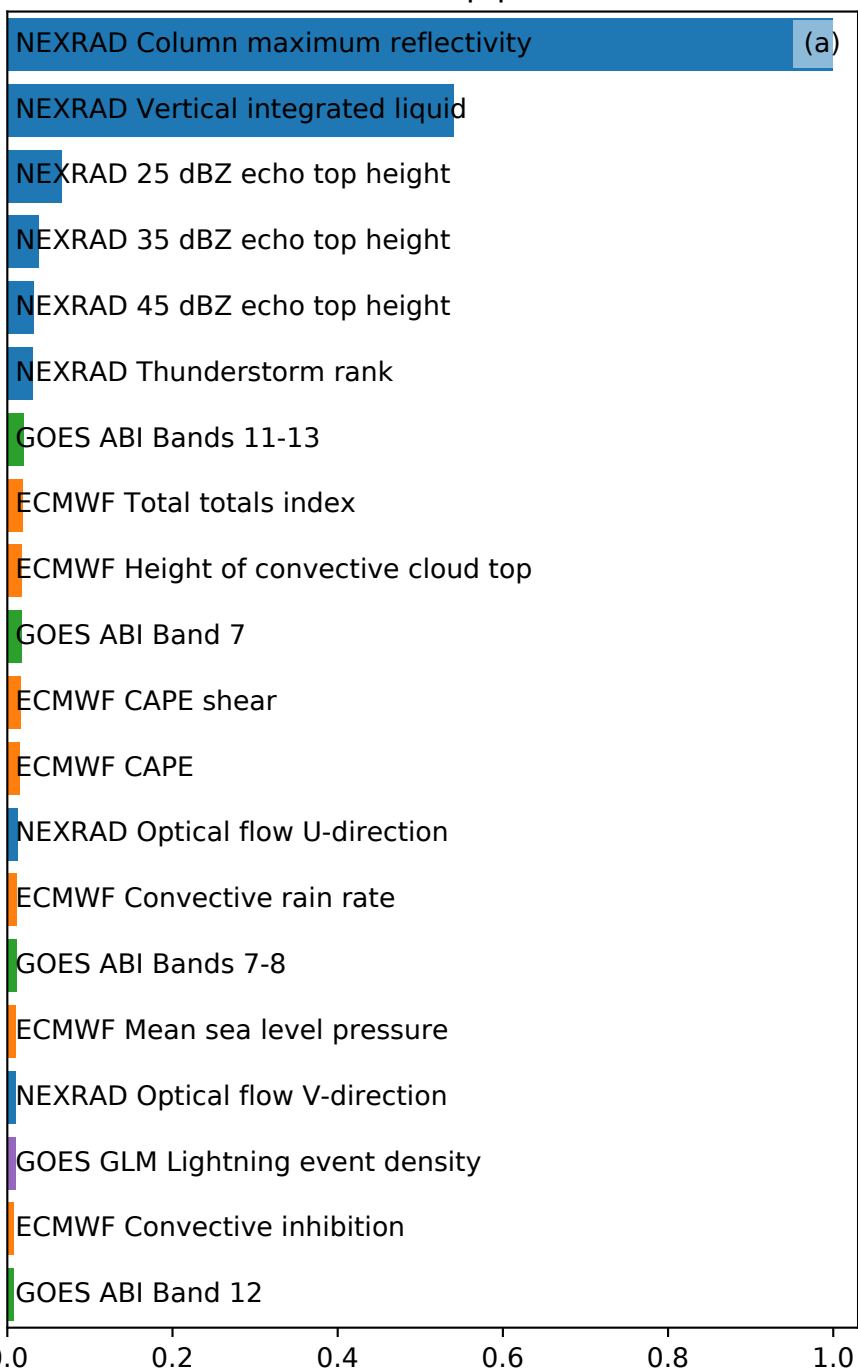 NEXRAD Column maximum reflectivity (a)
NEXRAD Vertical integrated liquid
NEXRAD 25 dBZ echo top height
NEXRAD 35 dBZ echo top height
NEXRAD 45 dBZ echo top height
NEXRAD Thunderstorm rank
GOES ABI Bands 11-13
ECMWF Total totals index
ECMWF Height of convective cloud top
GOES ABI Band 7
ECMWF CAPE shear
ECMWF CAPE
NEXRAD Optical flow U-direction
ECMWF Convective rain rate
GOES ABI Bands 7-8
ECMWF Mean sea level pressure
NEXRAD Optical flow V-direction
GOES GLM Lightning event density
ECMWF Convective inhibition
GOES ABI Band 12
0.0 0.2 0.4 0.6 0.8 1.0